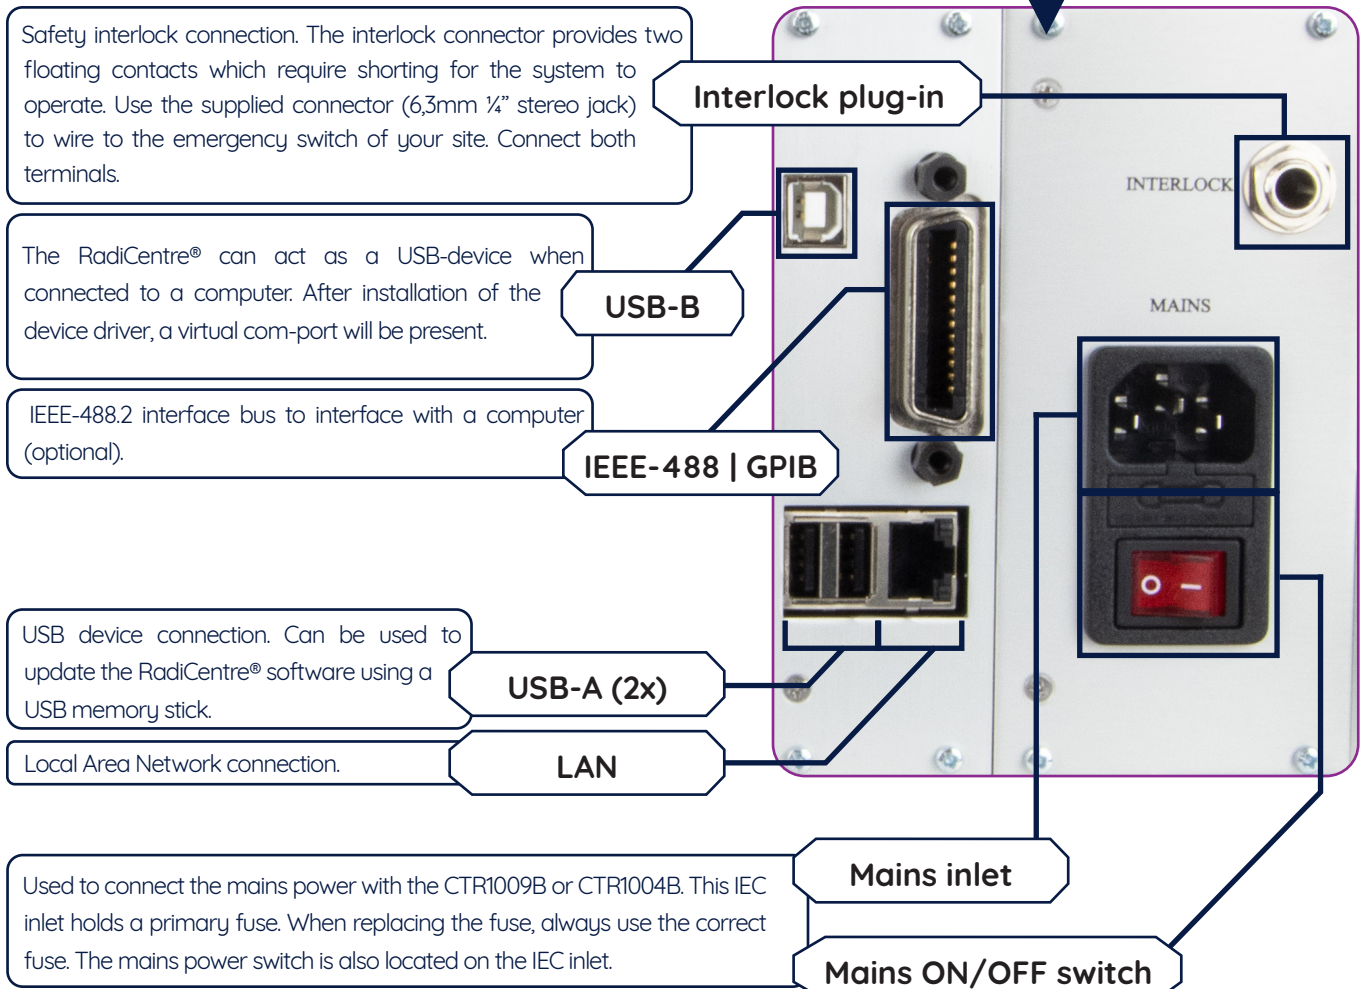 Safety interlock connection. The interlock connector provides two
floating contacts which require shorting for the system to
operate. Use the supplied connector (6,3mm ¼” stereo jack)
to wire to the emergency switch of your site. Connect both
terminals.
Interlock plug-in
INTERLOCK
The RadiCentre® can act as a USB-device when
connected to a computer. After installation of the
device driver, a virtual com-port will be present.
USB-B
MAINS
IEEE-488.2 interface bus to interface with a computer
(optional).
IEEE-488 | GPIB
O –
USB device connection. Can be used to
update the RadiCentre® software using a
USB memory stick.
USB-A (2x)
Local Area Network connection.
LAN
Used to connect the mains power with the CTR1009B or CTR1004B. This IEC
inlet holds a primary fuse. When replacing the fuse, always use the correct
fuse. The mains power switch is also located on the IEC inlet.
Mains inlet
Mains ON/OFF switch